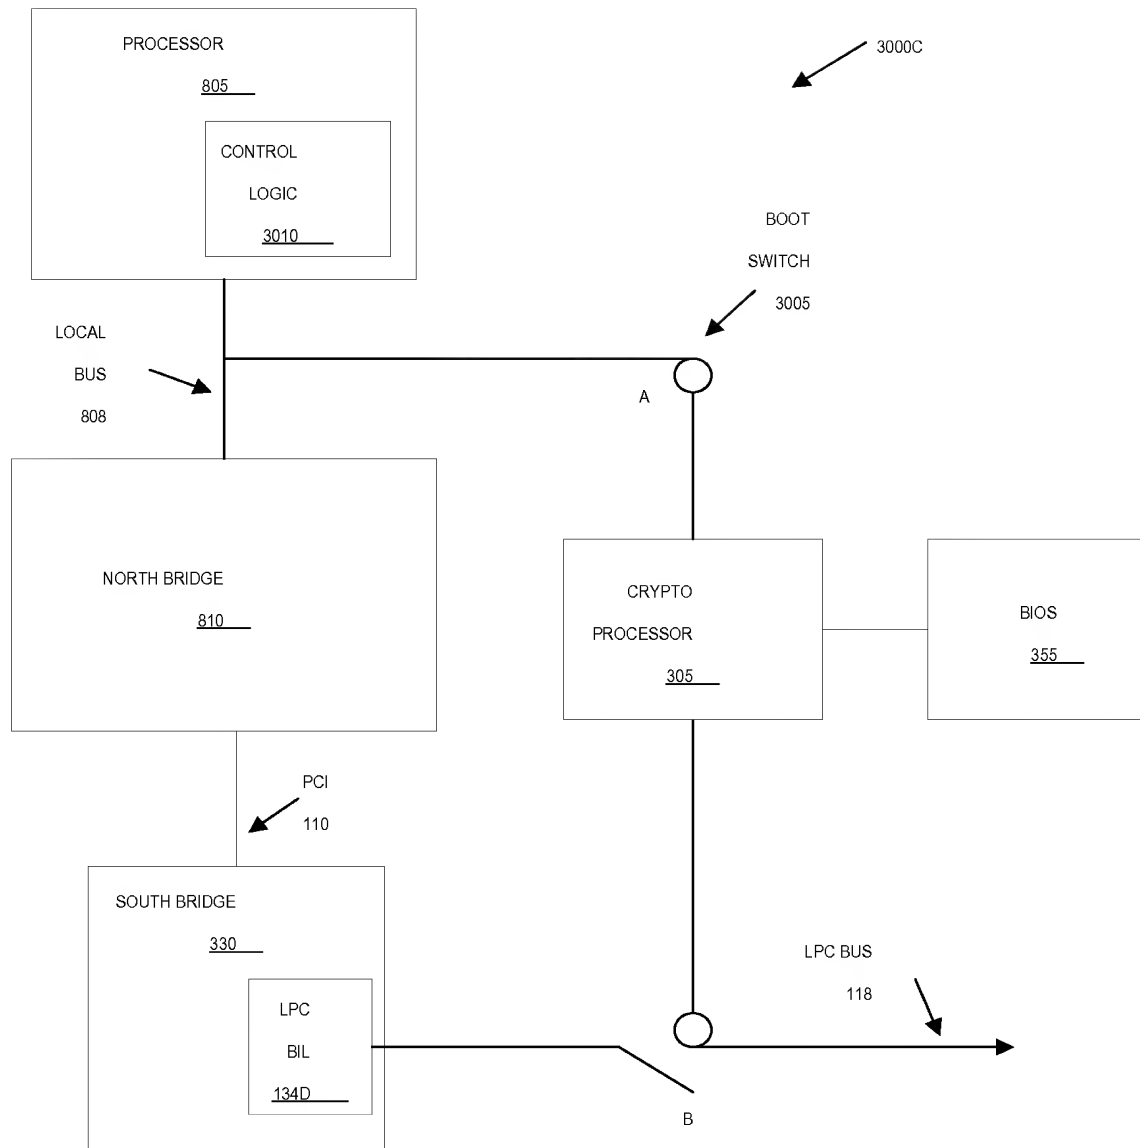 PROCESSOR
805
CONTROL
LOGIC
3010
3000C
BOOT
SWITCH
3005
LOCAL
BUS
808
A
NORTH BRIDGE
810
CRYPTO
PROCESSOR
305
BIOS
355
PCI
110
SOUTH BRIDGE
330
LPC
BIL
134D
LPC BUS
118
B